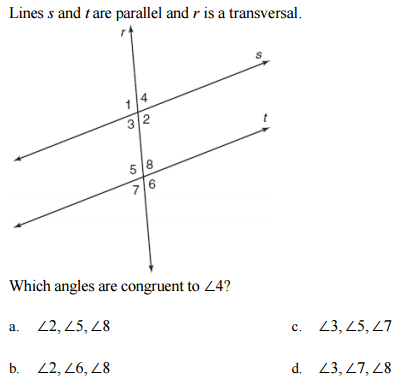 Lines s and t are parallel and r is a transversal.
r
s
1 4
3 2
t
5 8
7 6
Which angles are congruent to ∠4?
a. ∠2, ∠5, ∠8
c. ∠3, ∠5, ∠7
b. ∠2, ∠6, ∠8
d. ∠3, ∠7, ∠8